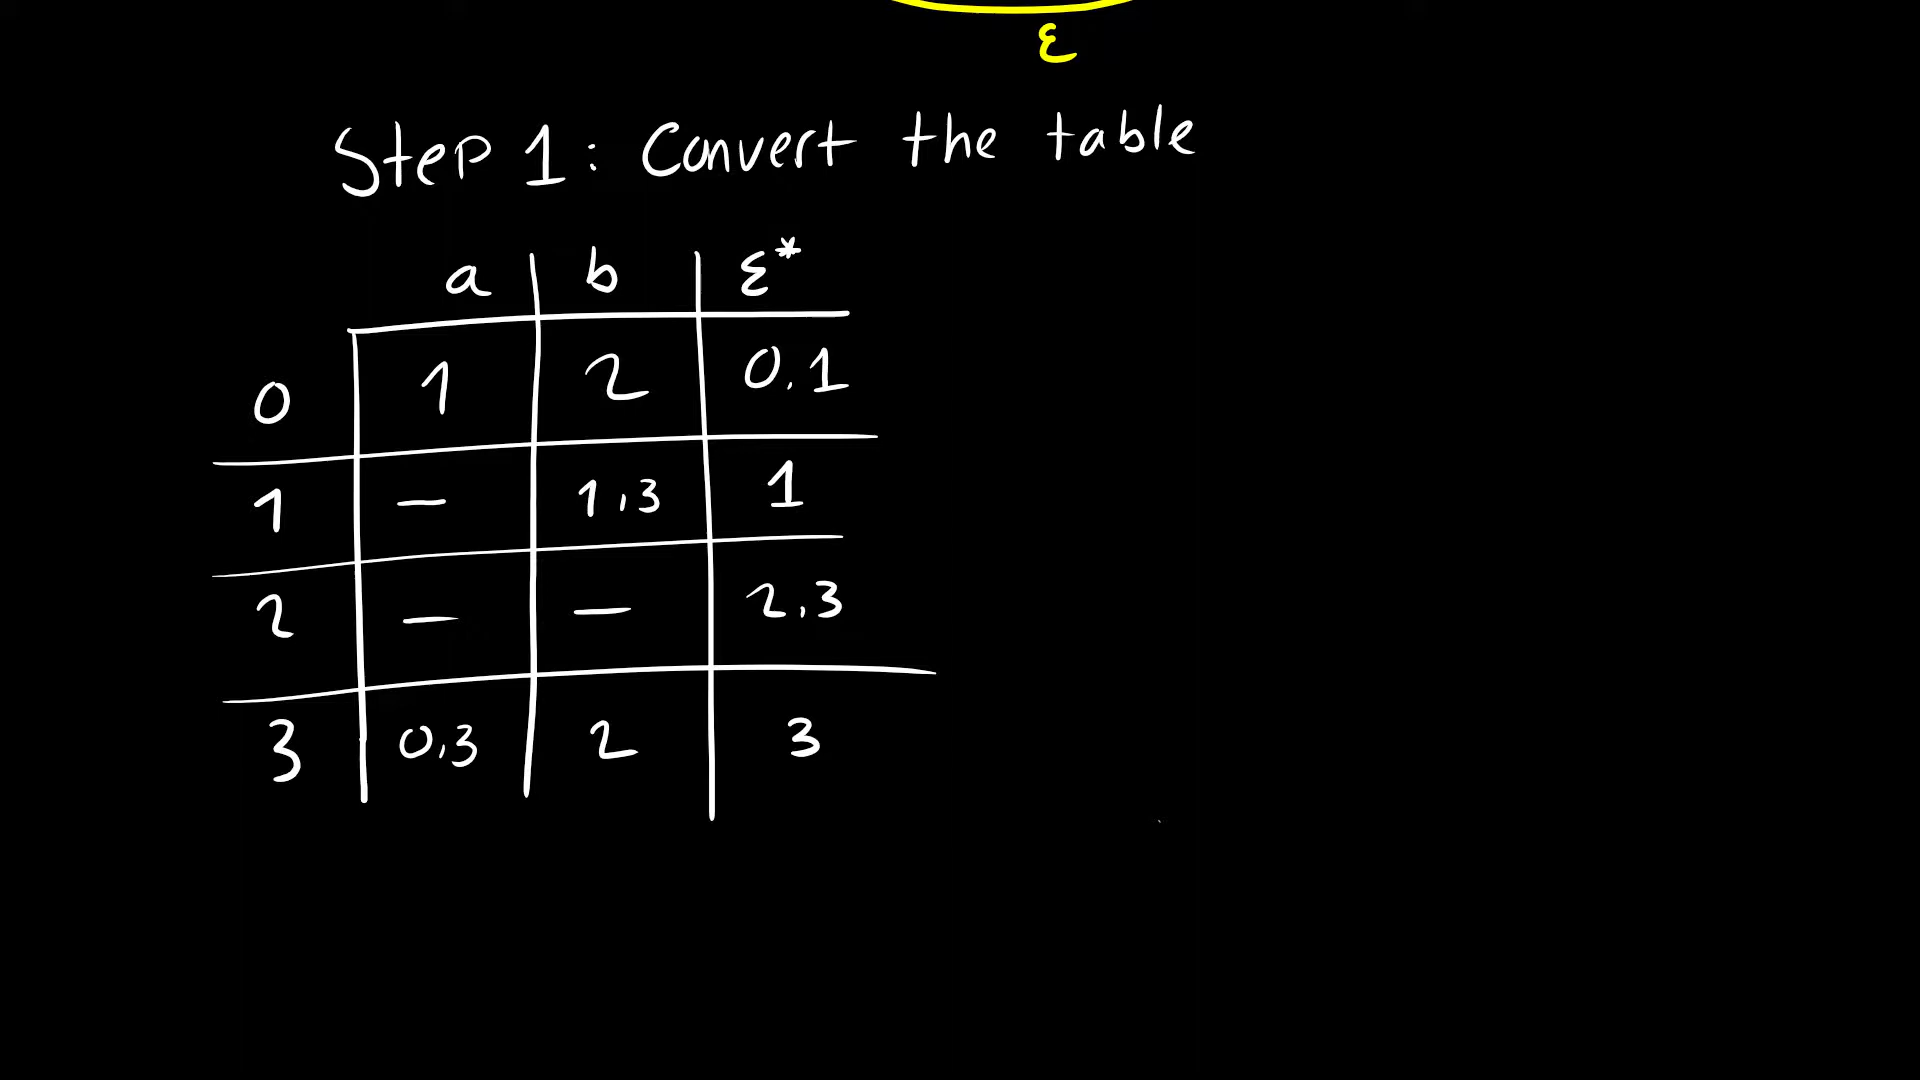 ε
Step 1: Convert the table
a b ε*
0 1 2 0,1
1 – 1,3 1
2 – – 2,3
3 0,3 2 3